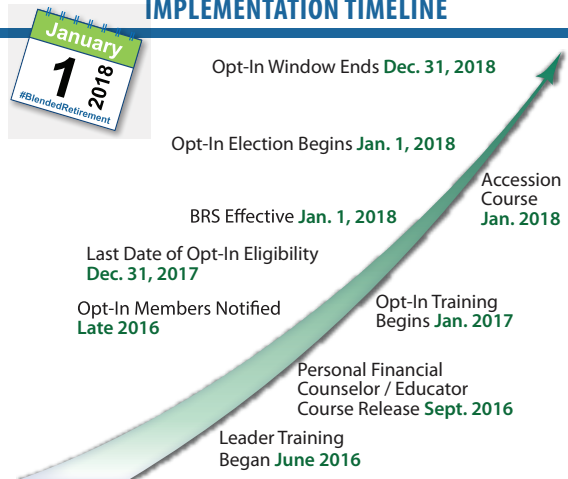 IMPLEMENTATION TIMELINE
January
1
2018
#BlendedRetirement
Opt-In Window Ends Dec. 31, 2018
Opt-In Election Begins Jan. 1, 2018
Accession
Course
Jan. 2018
BRS Effective Jan. 1, 2018
Last Date of Opt-In Eligibility
Dec. 31, 2017
Opt-In Members Notified
Late 2016
Opt-In Training
Begins Jan. 2017
Personal Financial
Counselor / Educator
Course Release Sept. 2016
Leader Training
Began June 2016